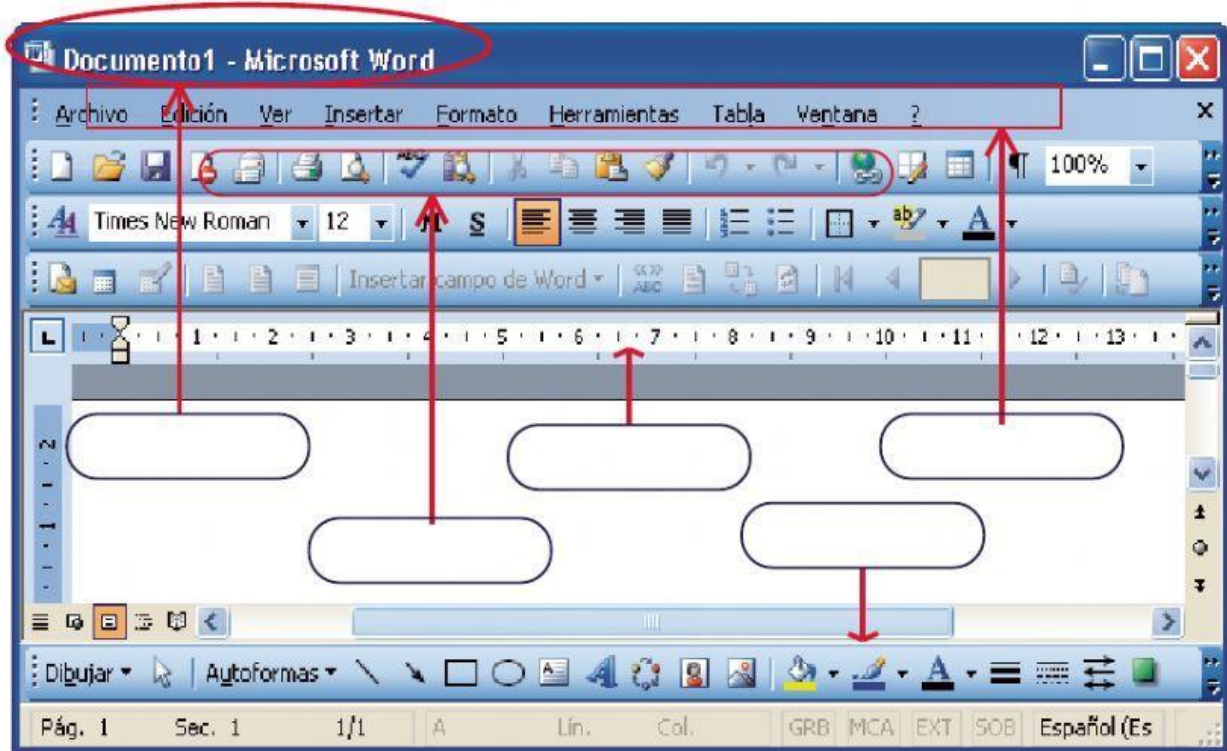 Documento1 - Microsoft Word
Archivo Edición Ver Insertar Formato Herramientas Tabla Ventana ?
100%
Times New Roman 12 S
Insertar campo de Word
1 2 3 4 5 6 7 8 9 10 11 12 13
2
1
Dibujar Autoformas
Pág. 1 Sec. 1 1/1 A Lín. Col. GRB MCA EXT SOB Español (Es